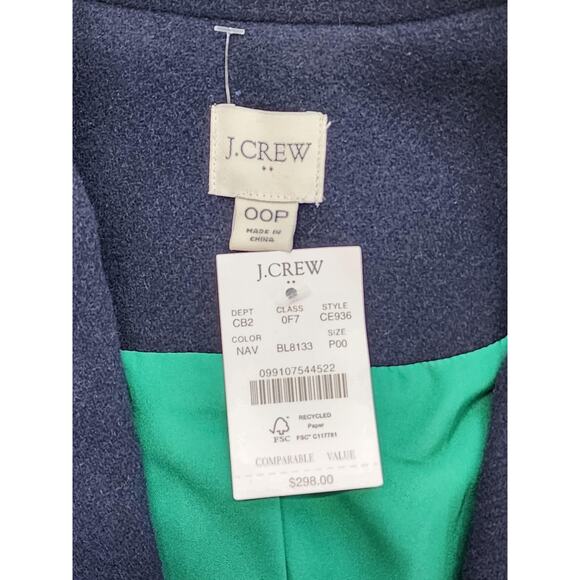 J.CREW
OOP
MADE IN
CHINA
J.CREW
DEPT CLASS STYLE
CB2 0F7 CE936
COLOR SIZE
NAV BL8133 P00
099107544522
FSC
RECYCLED
Paper
FSC® C117781
COMPARABLE VALUE
$298.00